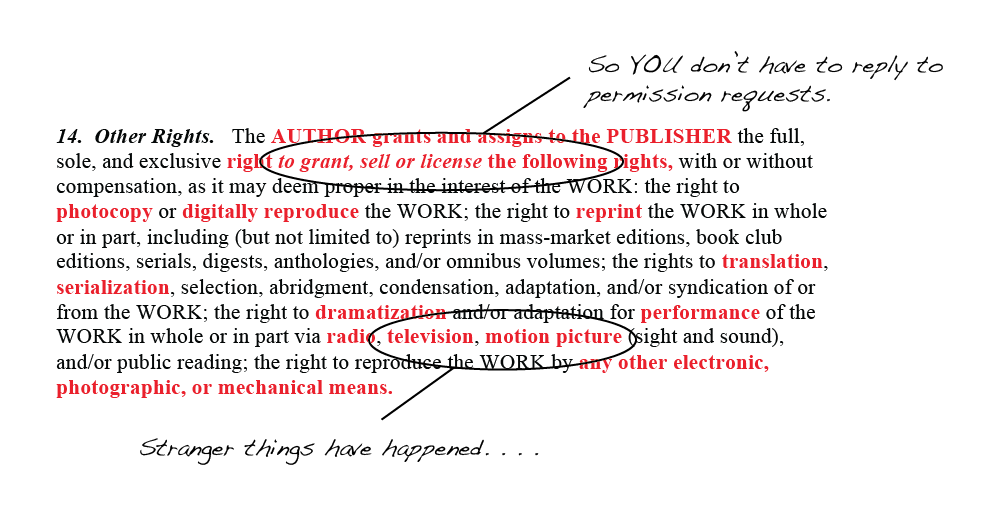 So YOU don't have to reply to
permission requests.
14. Other Rights. The AUTHOR grants and assigns to the PUBLISHER the full,
sole, and exclusive right to grant, sell or license the following rights, with or without
compensation, as it may deem proper in the interest of the WORK: the right to
photocopy or digitally reproduce the WORK; the right to reprint the WORK in whole
or in part, including (but not limited to) reprints in mass-market editions, book club
editions, serials, digests, anthologies, and/or omnibus volumes; the rights to translation,
serialization, selection, abridgment, condensation, adaptation, and/or syndication of or
from the WORK; the right to dramatization and/or adaptation for performance of the
WORK in whole or in part via radio, television, motion picture (sight and sound),
and/or public reading; the right to reproduce the WORK by any other electronic,
photographic, or mechanical means.
Stranger things have happened. . . .